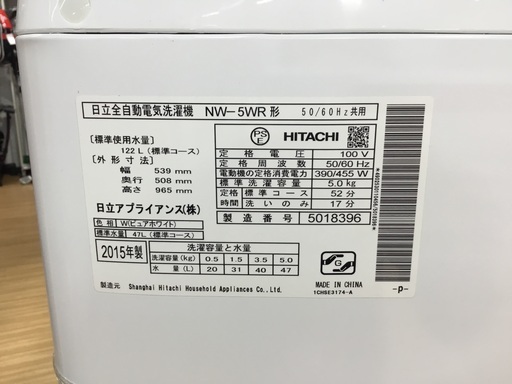 日立全自動電気洗濯機 NW-5WR形 50/60Hz共用
〔標準使用水量〕
122L(標準コース)
〔外形寸法〕
幅 539 mm
奥行 508 mm
高さ 965 mm
日立アプライアンス(株)
色相 W(ピュアホワイト)
標準水量 47L(標準コース)
PS
E
HITACHI
定格電圧 100 V
定格周波数 50/60 Hz
電動機の定格消費電力 390/455 W
標準洗濯容量 5.0 kg
定格標準コース 52 分
洗いのみ 17 分
製造番号 5018396
2015年製
洗濯容量と水量
洗濯容量(kg) 0.5 1.5 3.5 5.0
水量(L) 20 31 40 47
製造元 Shanghai Hitachi Household Appliances Co.,Ltd.
MADE IN CHINA
1CHSE3174-A
-p-